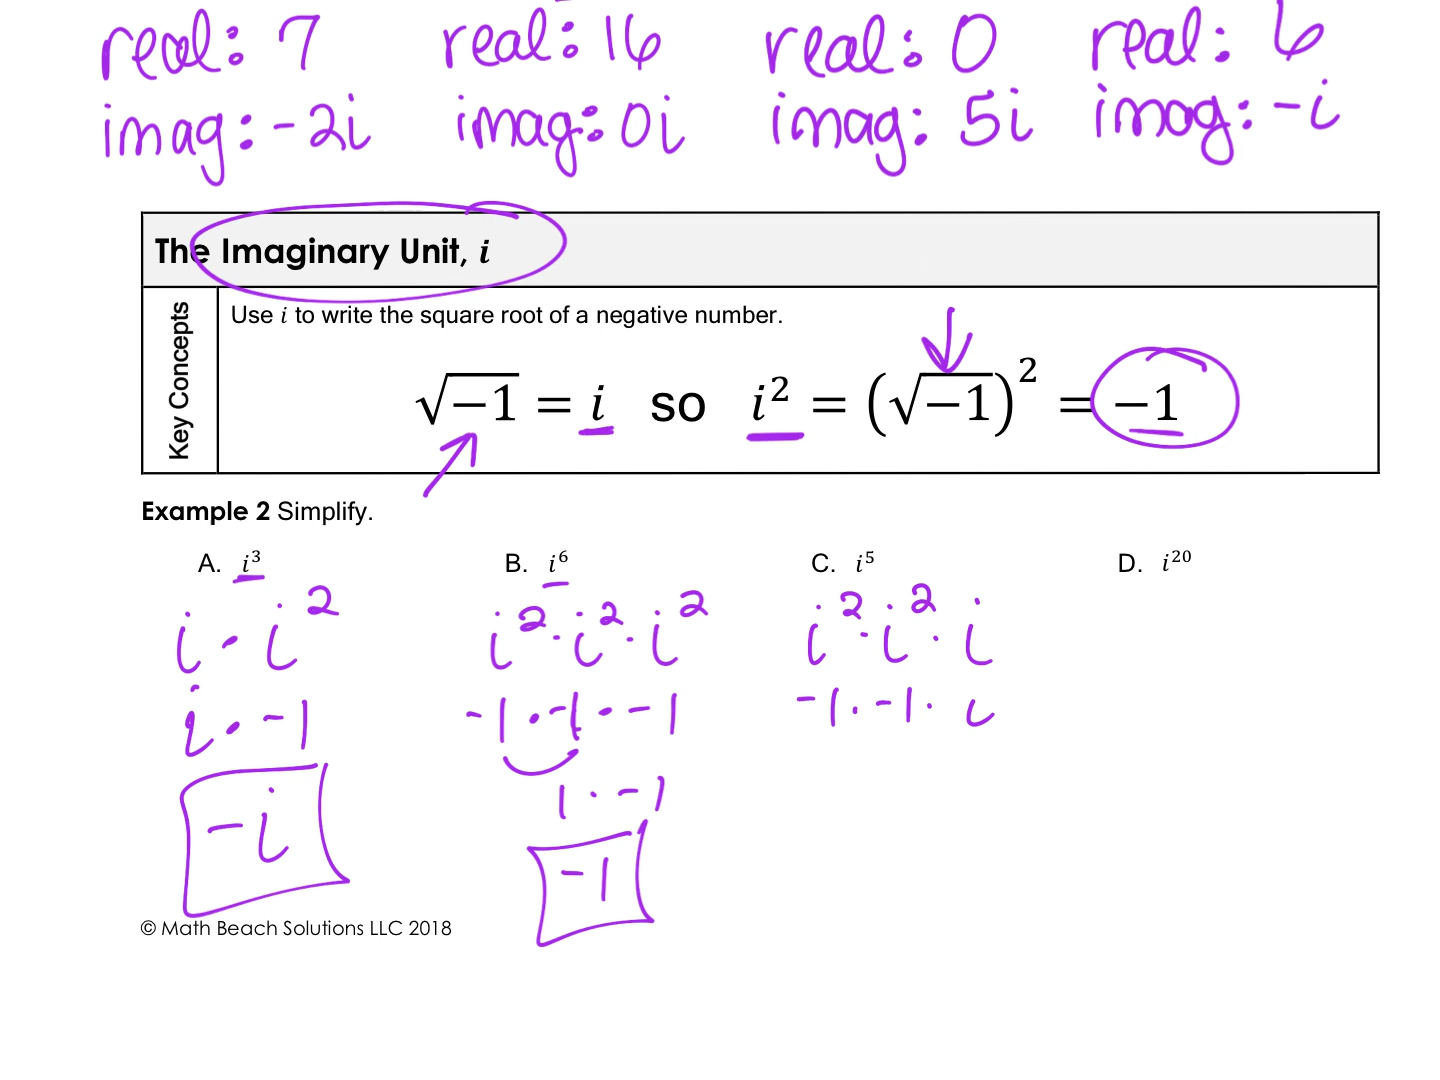 real: 7 real: 16 real: 0 real: 6
imag: -2i imag: 0i imag: 5i imag: -i
The Imaginary Unit, i
Key Concepts
Use i to write the square root of a negative number.
√−1 = i so i² = (√−1)² = −1
Example 2 Simplify.
A. i³ B. i⁶ C. i⁵ D. i²⁰
i · i² i² · i² · i² i² · i² · i
i · -1 -1 · -1 · -1 -1 · -1 · i
1 · -1
-i
-1
© Math Beach Solutions LLC 2018